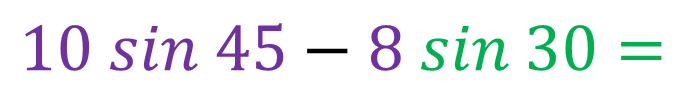 10 sin 45 − 8 sin 30 =